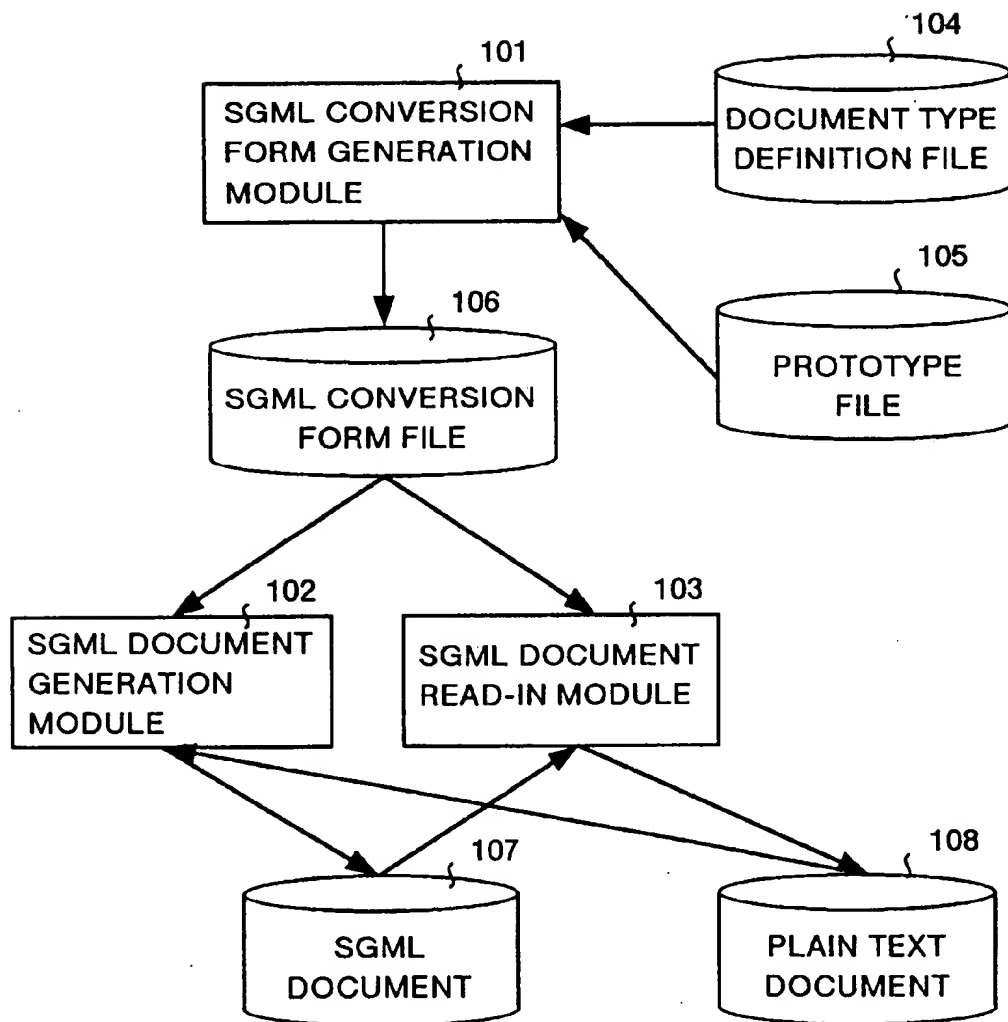 101
SGML CONVERSION
FORM GENERATION
MODULE
104
DOCUMENT TYPE
DEFINITION FILE
105
PROTOTYPE
FILE
106
SGML CONVERSION
FORM FILE
102
SGML DOCUMENT
GENERATION
MODULE
103
SGML DOCUMENT
READ-IN MODULE
107
SGML
DOCUMENT
108
PLAIN TEXT
DOCUMENT